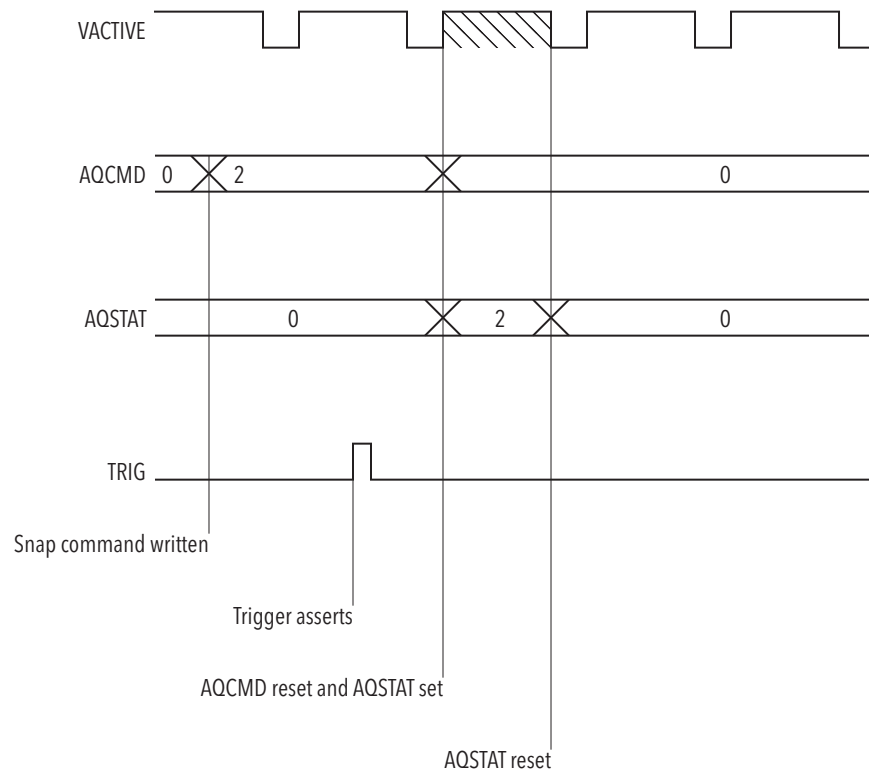 VACTIVE
AQCMD 0 2 0
AQSTAT 0 2 0
TRIG
Snap command written
Trigger asserts
AQCMD reset and AQSTAT set
AQSTAT reset